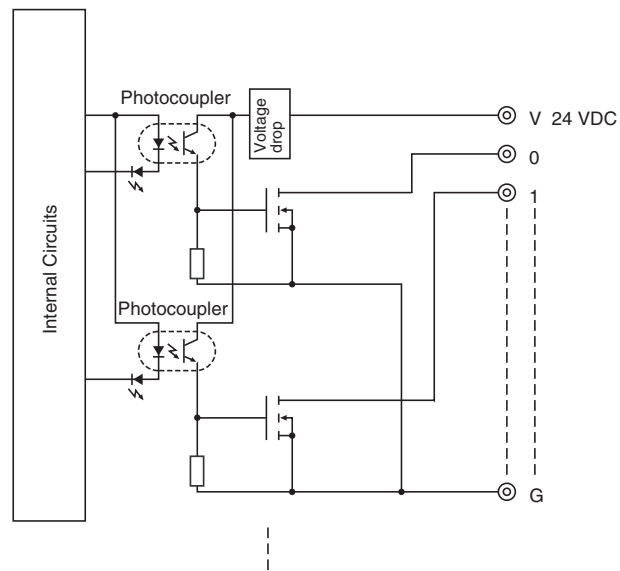 Photocoupler
Voltage
drop
V 24 VDC
0
1
Internal Circuits
Photocoupler
G